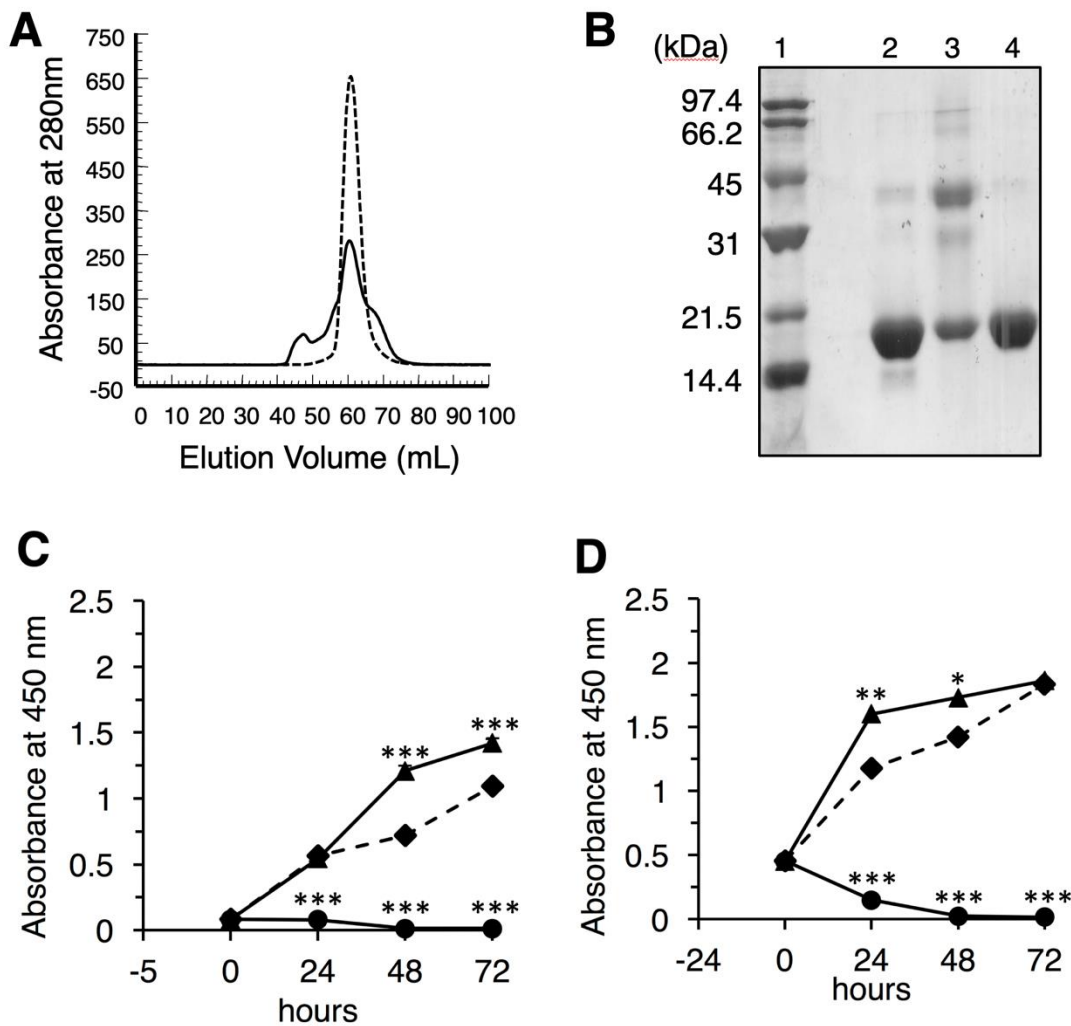 A
750
650
550
450
350
250
150
50
-50
Absorbance at 280nm
0 10 20 30 40 50 60 70 80 90 100
Elution Volume (mL)
B
(kDa) 1 2 3 4
97.4
66.2
45
31
21.5
14.4
C
2.5
2
1.5
1
0.5
0
Absorbance at 450 nm
*** ***
*** *** ***
-5 0 24 48 72
hours
D
2.5
2
1.5
1
0.5
0
Absorbance at 450 nm
** *
*** *** ***
-24 0 24 48 72
hours